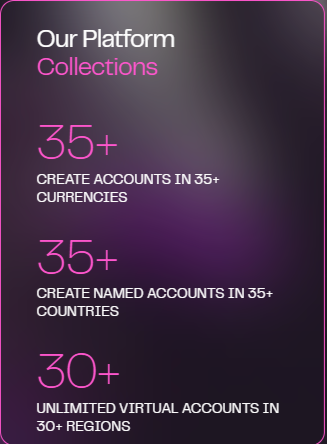 Our Platform
Collections
35+
CREATE ACCOUNTS IN 35+
CURRENCIES
35+
CREATE NAMED ACCOUNTS IN 35+
COUNTRIES
30+
UNLIMITED VIRTUAL ACCOUNTS IN
30+ REGIONS